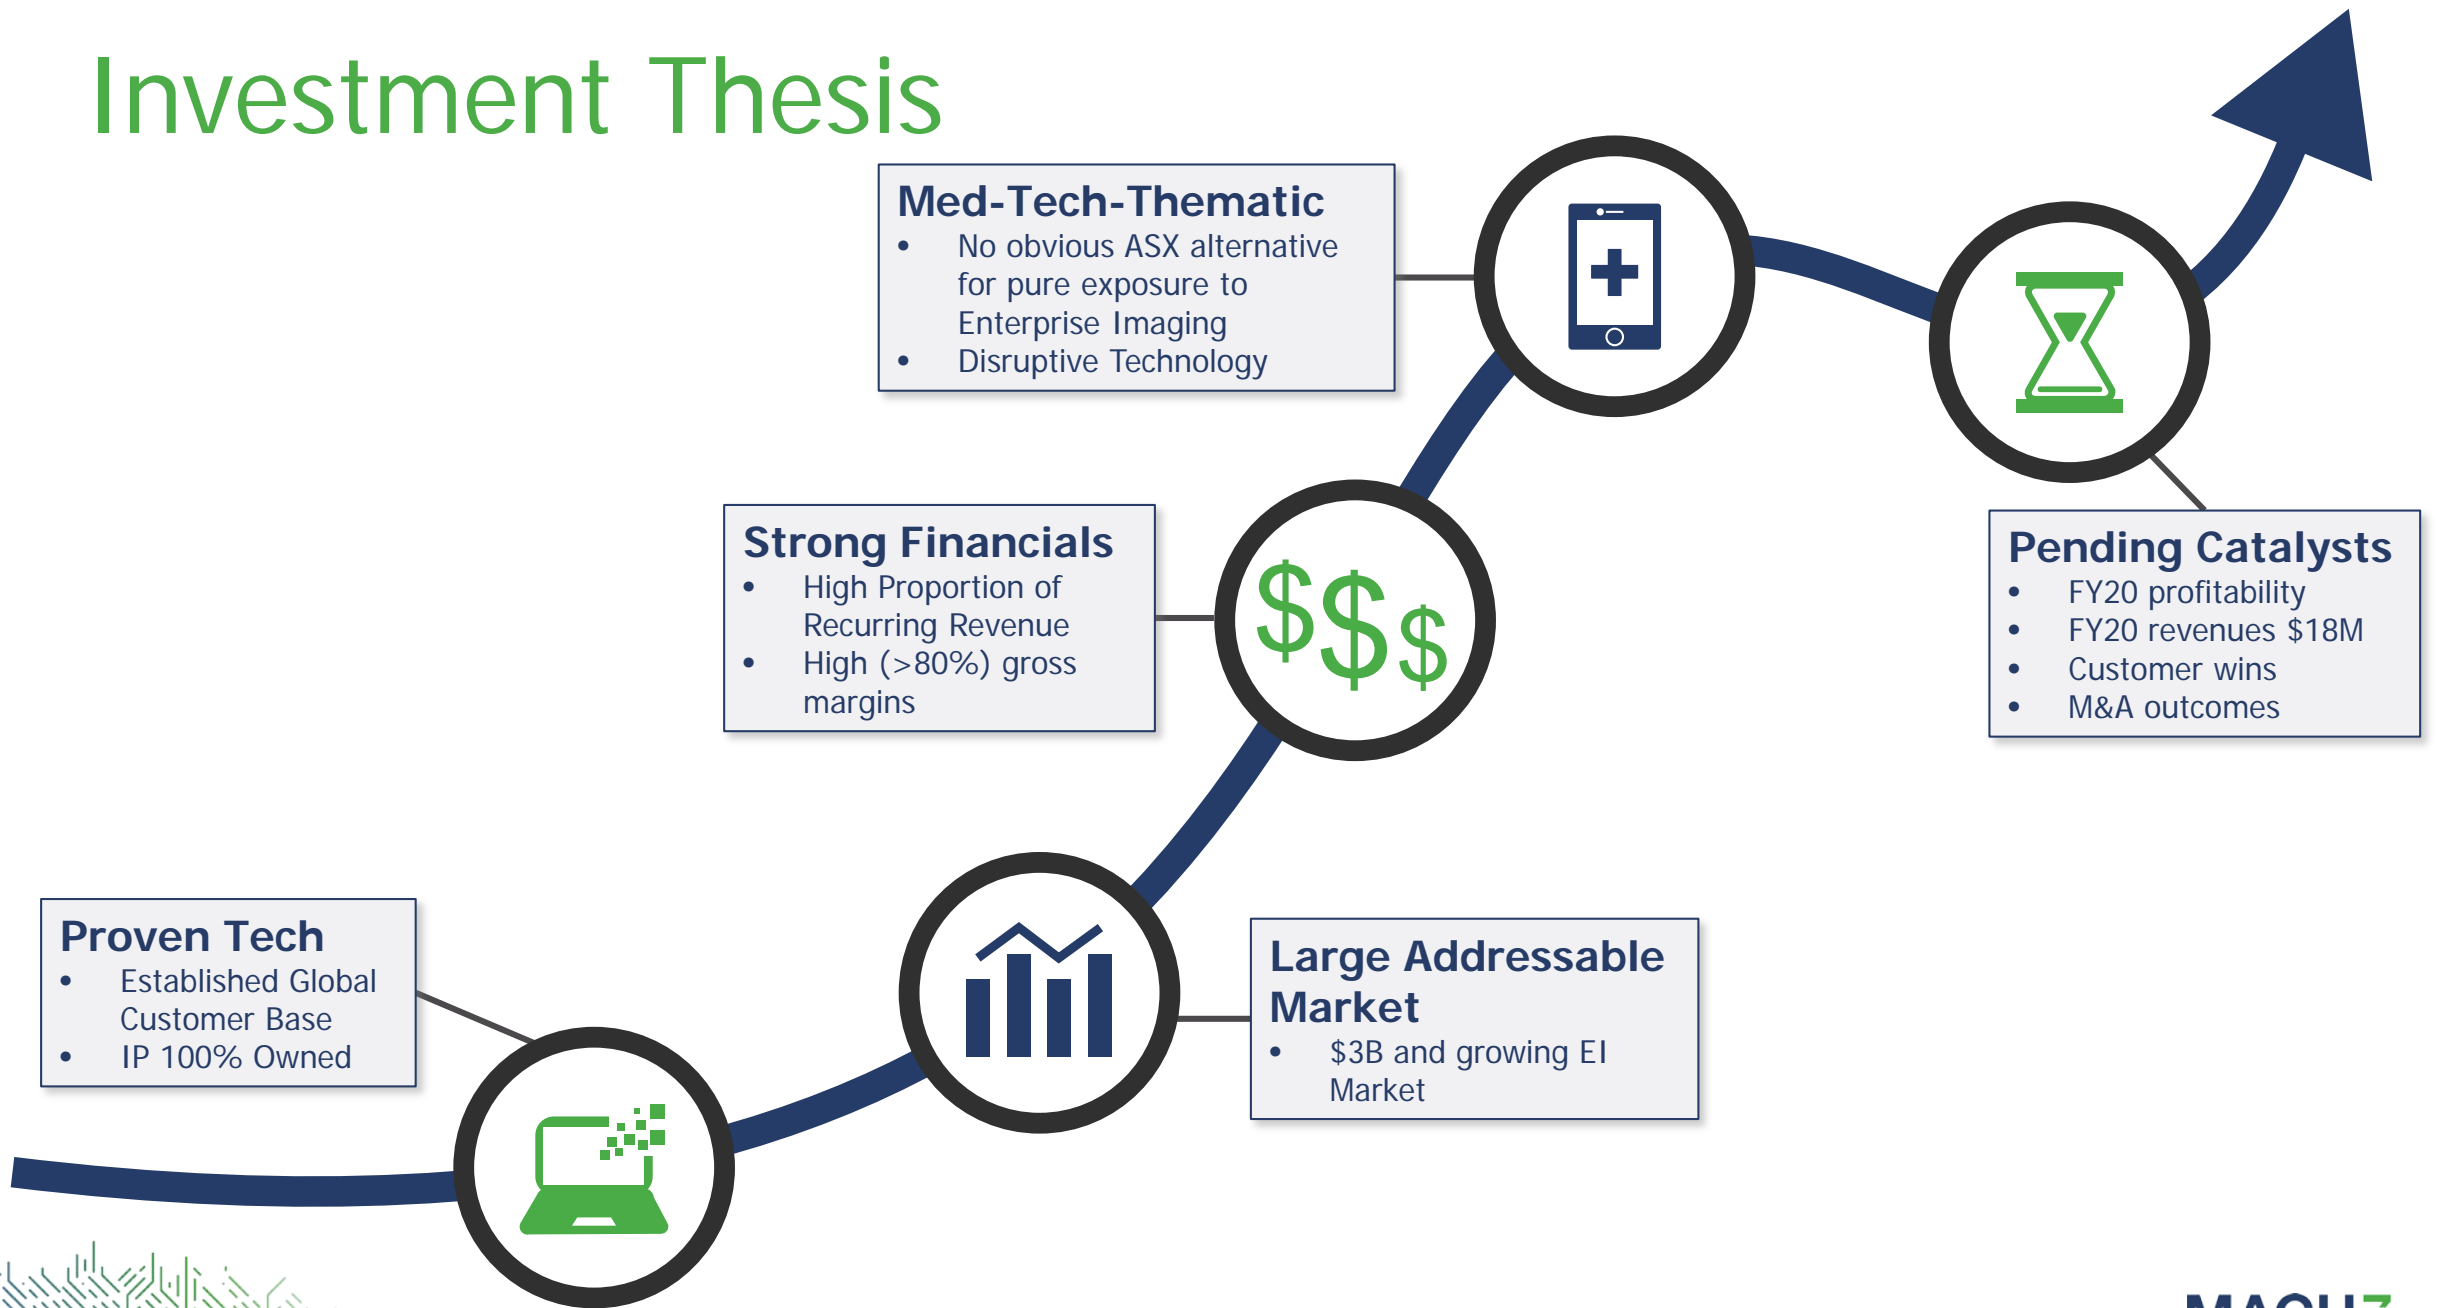 Investment Thesis
Med-Tech-Thematic
• No obvious ASX alternative
for pure exposure to
Enterprise Imaging
• Disruptive Technology
Strong Financials
• High Proportion of
Recurring Revenue
• High (>80%) gross
margins
$$$
Pending Catalysts
• FY20 profitability
• FY20 revenues $18M
• Customer wins
• M&A outcomes
Proven Tech
• Established Global
Customer Base
• IP 100% Owned
Large Addressable
Market
• $3B and growing EI
Market
MACH7